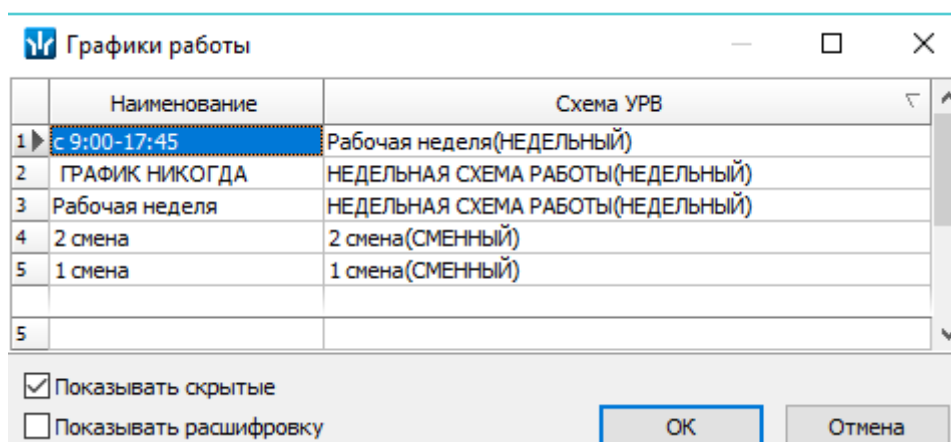 Графики работы
Наименование Схема УРВ
1 с 9:00-17:45 Рабочая неделя(НЕДЕЛЬНЫЙ)
2 ГРАФИК НИКОГДА НЕДЕЛЬНАЯ СХЕМА РАБОТЫ(НЕДЕЛЬНЫЙ)
3 Рабочая неделя НЕДЕЛЬНАЯ СХЕМА РАБОТЫ(НЕДЕЛЬНЫЙ)
4 2 смена 2 смена(СМЕННЫЙ)
5 1 смена 1 смена(СМЕННЫЙ)
5
Показывать скрытые
Показывать расшифровку OK Отмена